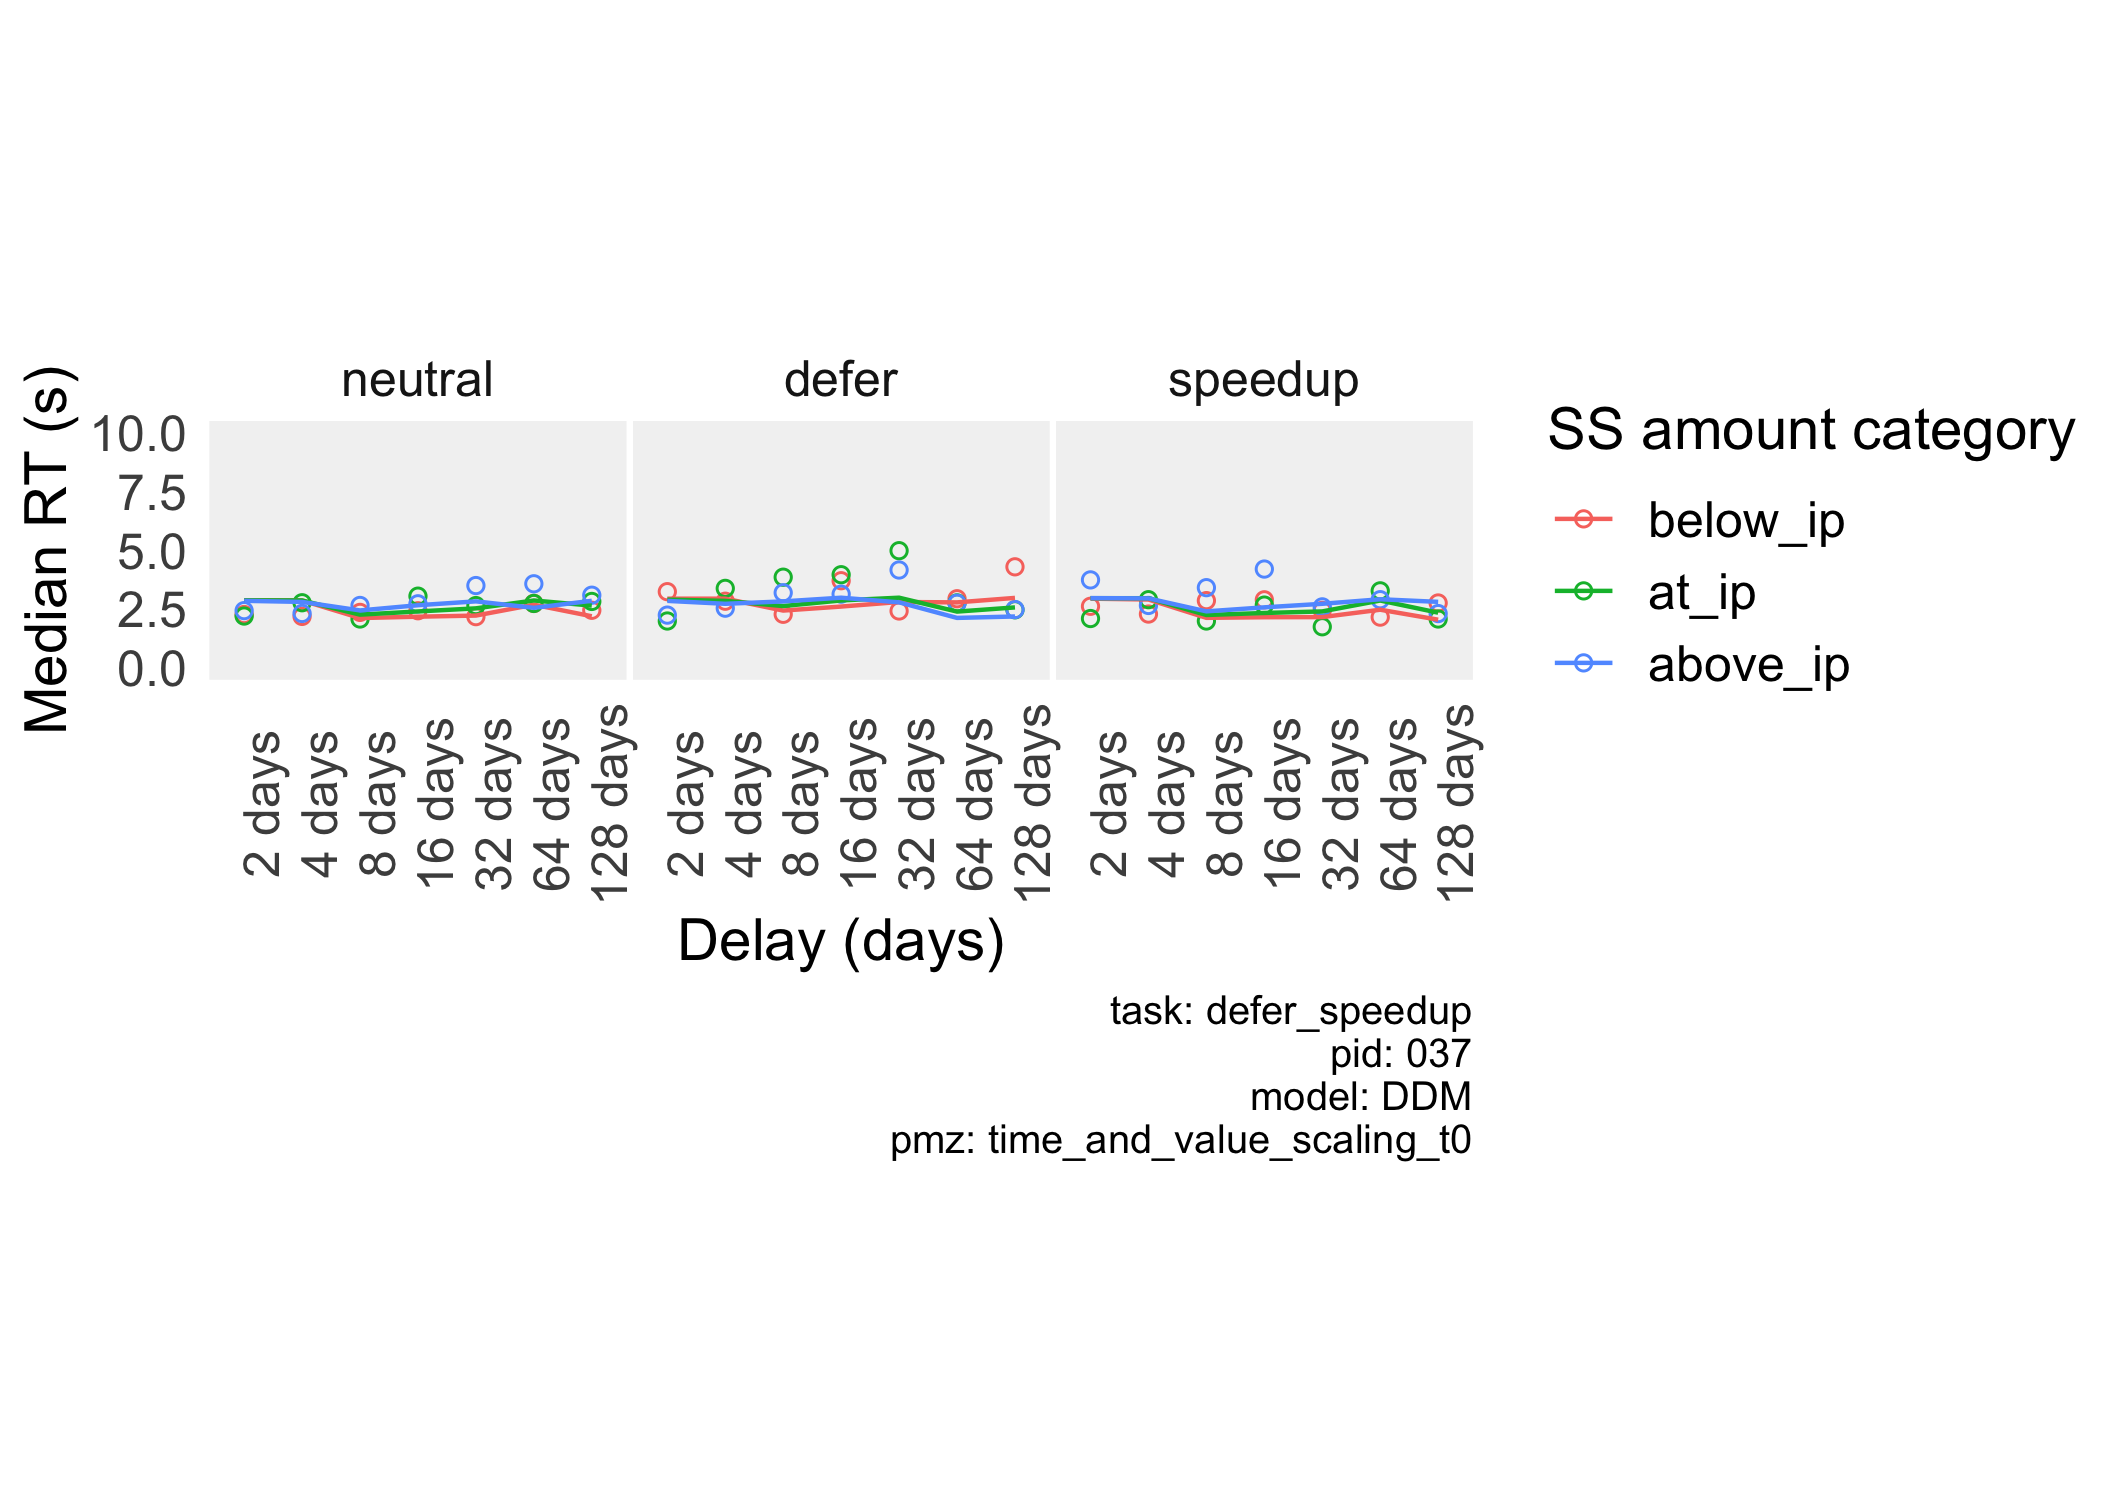 neutral
defer
speedup
Median RT (s)
10.0
7.5
5.0
2.5
0.0
2 days
4 days
8 days
16 days
32 days
64 days
128 days
2 days
4 days
8 days
16 days
32 days
64 days
128 days
2 days
4 days
8 days
16 days
32 days
64 days
128 days
Delay (days)
SS amount category
below_ip
at_ip
above_ip
task: defer_speedup
pid: 037
model: DDM
pmz: time_and_value_scaling_t0